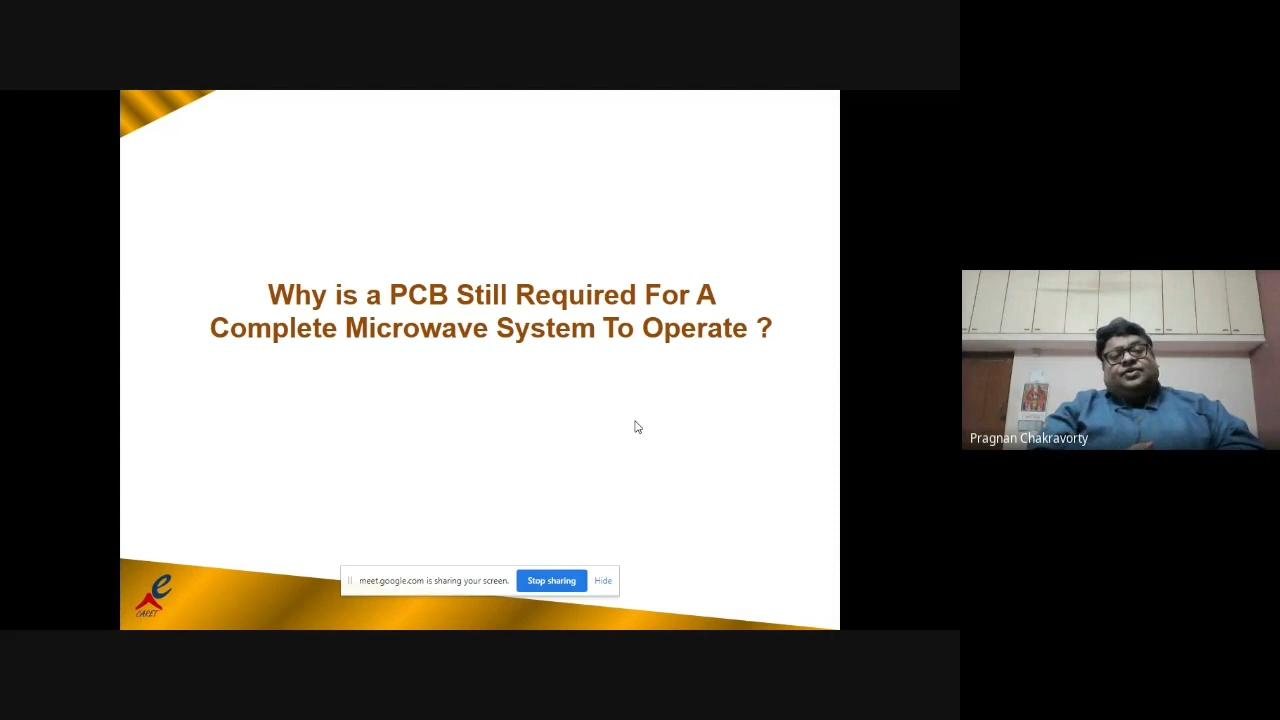 Why is a PCB Still Required For A
Complete Microwave System To Operate ?
meet.google.com is sharing your screen.
Stop sharing
Hide
e
CARET
Pragnan Chakravorty